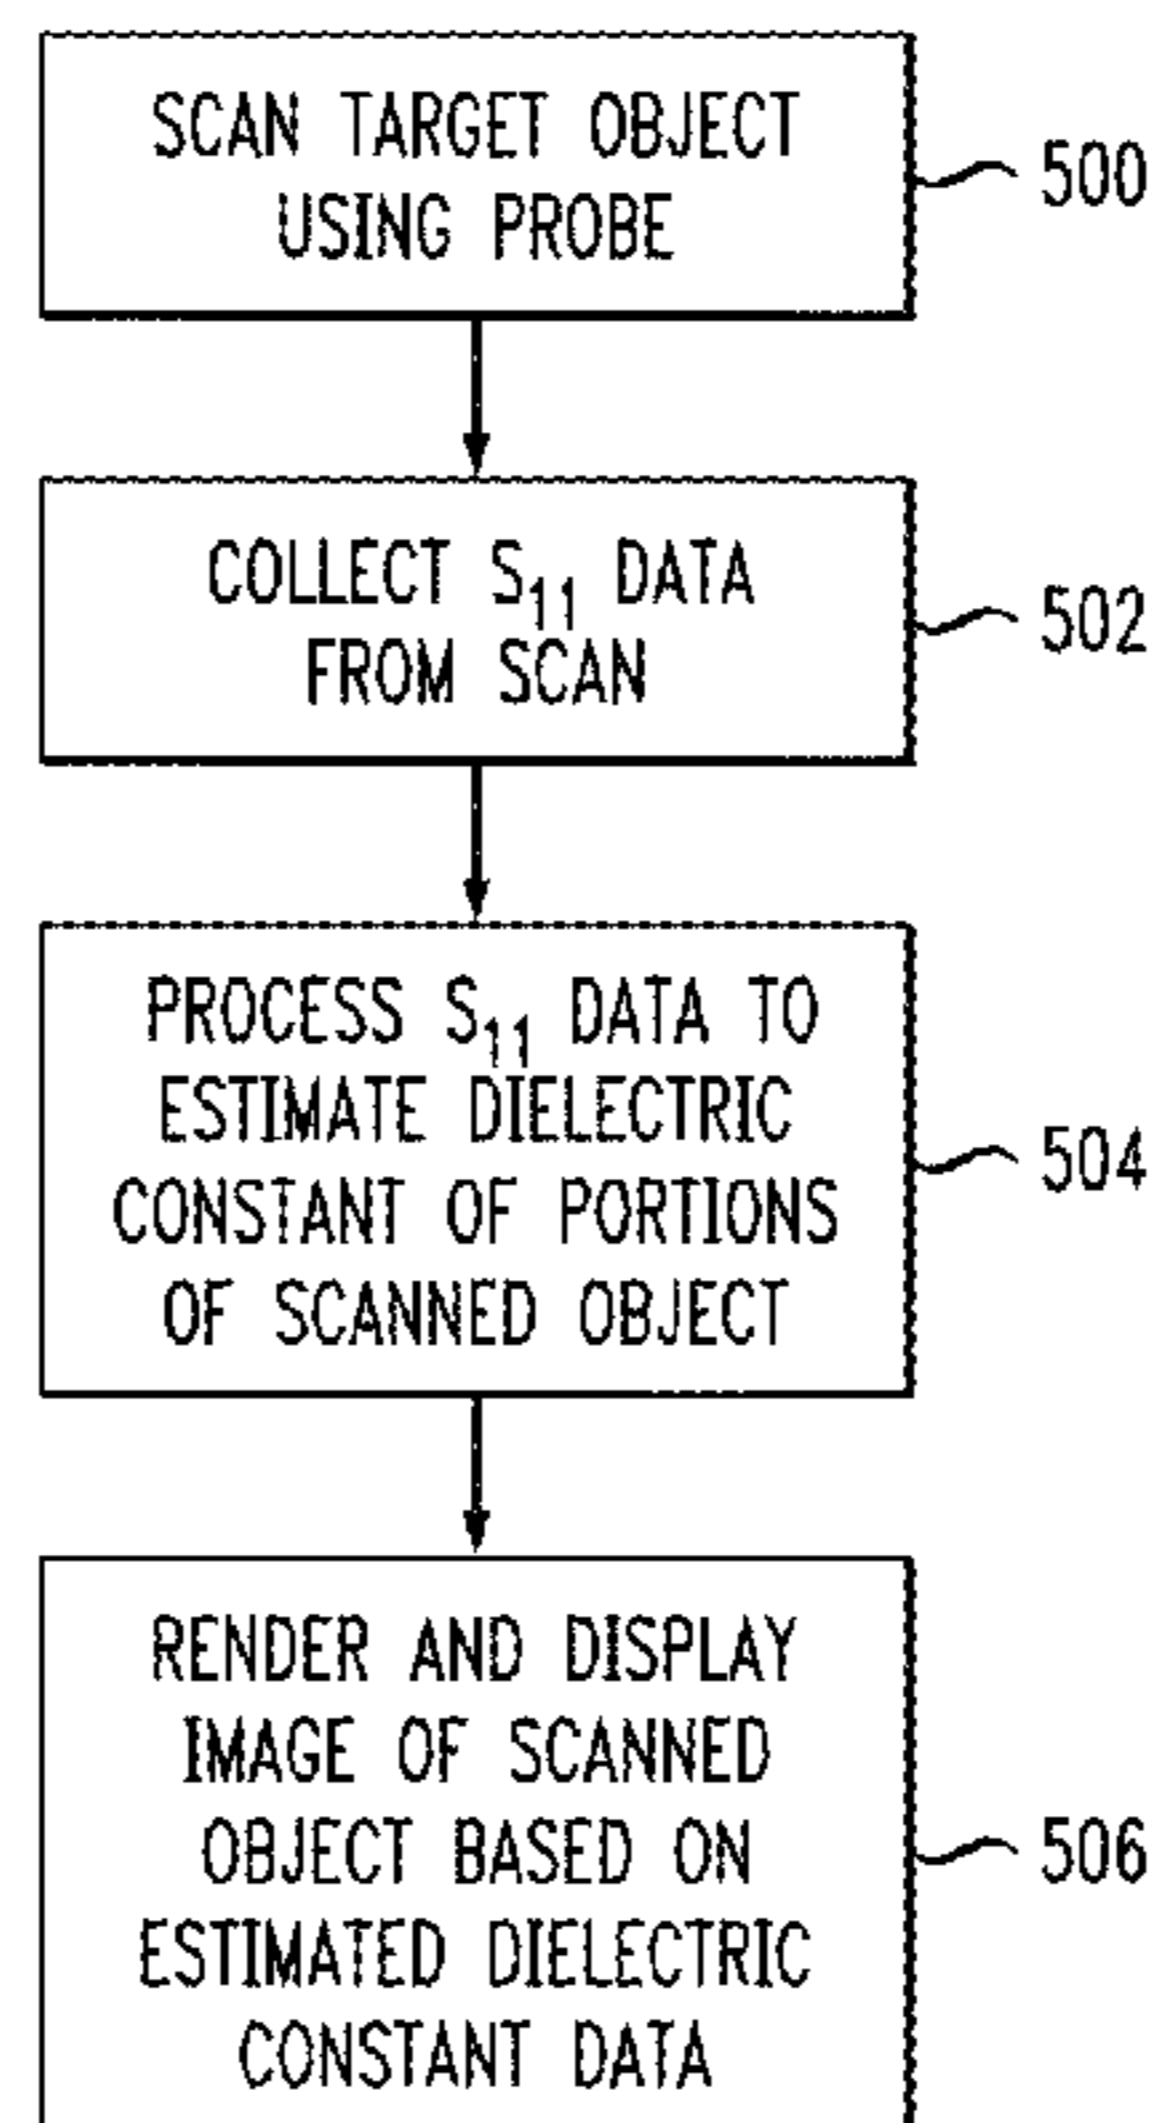 SCAN TARGET OBJECT
USING PROBE
500
COLLECT S₁₁ DATA
FROM SCAN
502
PROCESS S₁₁ DATA TO
ESTIMATE DIELECTRIC
CONSTANT OF PORTIONS
OF SCANNED OBJECT
504
RENDER AND DISPLAY
IMAGE OF SCANNED
OBJECT BASED ON
ESTIMATED DIELECTRIC
CONSTANT DATA
506